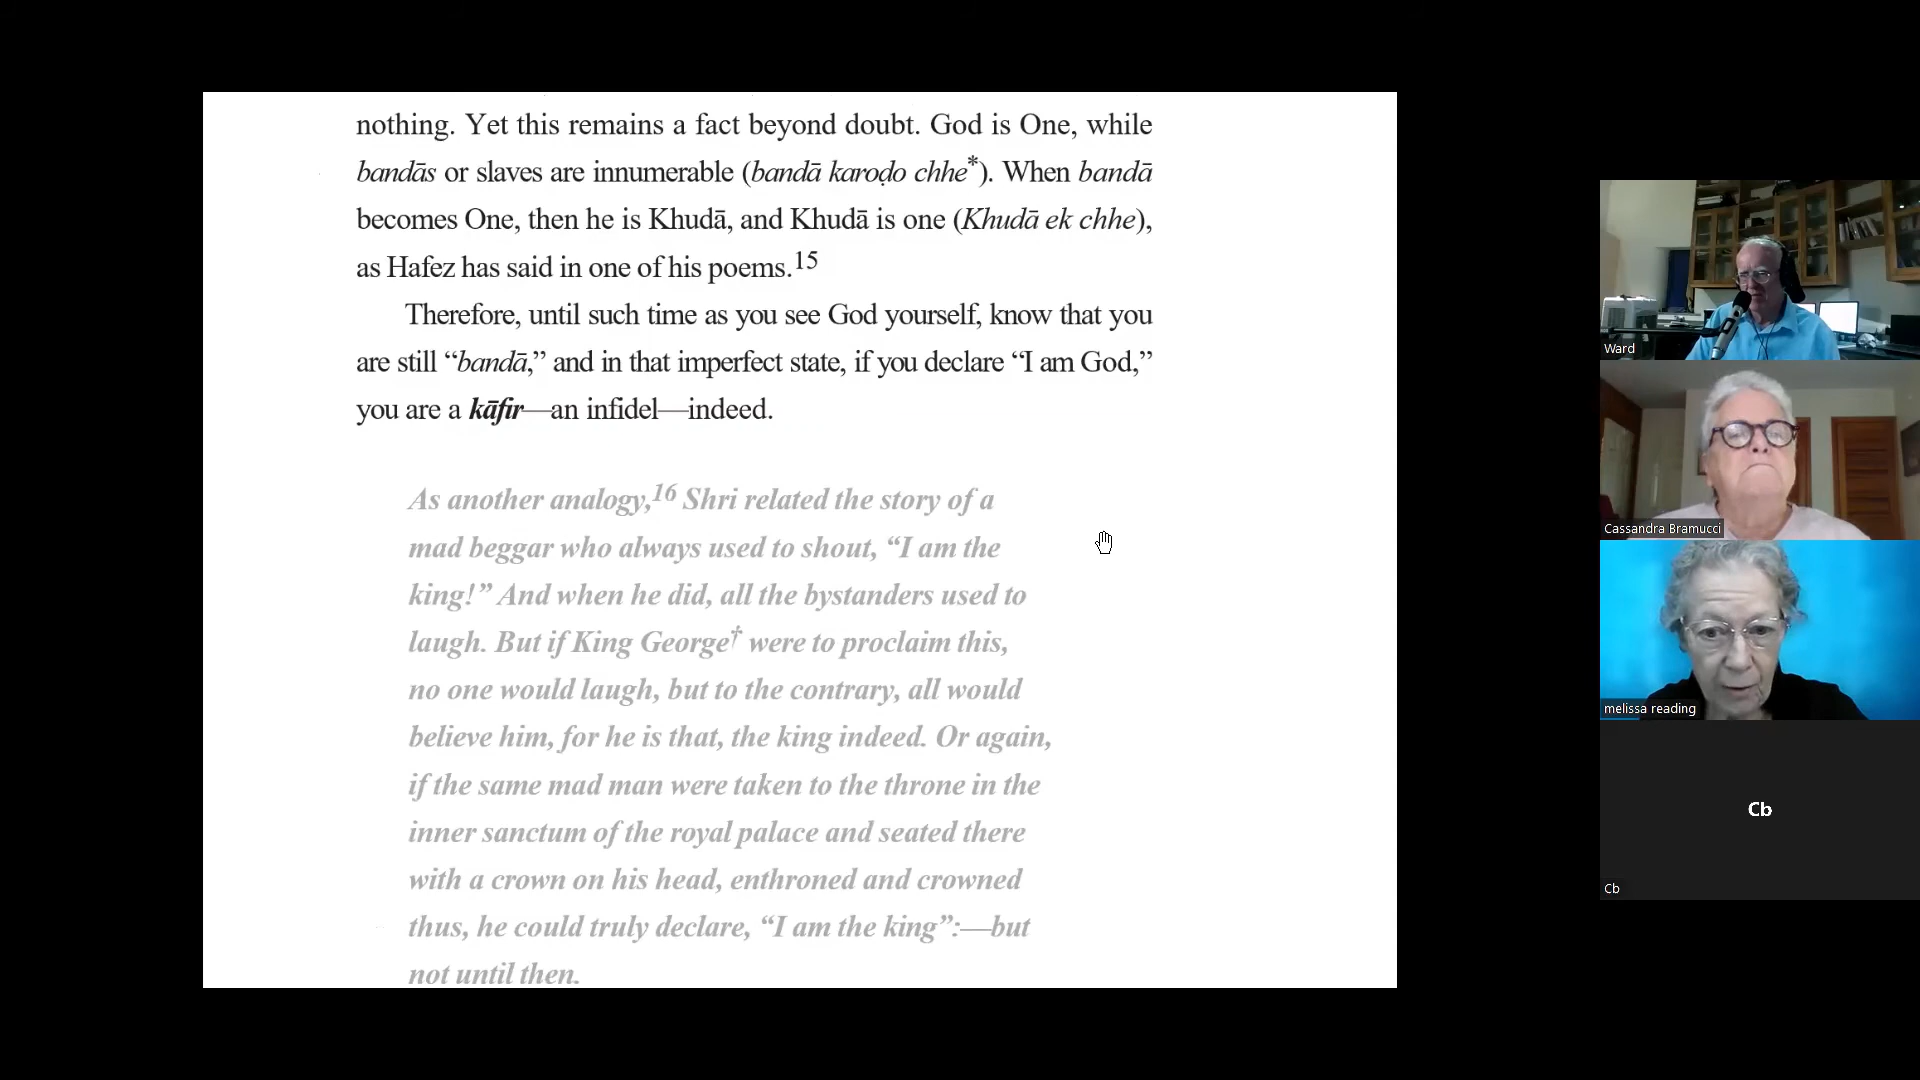 nothing. Yet this remains a fact beyond doubt. God is One, while
bandās or slaves are innumerable (bandā karoḍo chhe*). When bandā
becomes One, then he is Khudā, and Khudā is one (Khudā ek chhe),
as Hafez has said in one of his poems.15
Therefore, until such time as you see God yourself, know that you
are still “bandā,” and in that imperfect state, if you declare “I am God,”
you are a kāfir—an infidel—indeed.
As another analogy,16 Shri related the story of a
mad beggar who always used to shout, “I am the
king!” And when he did, all the bystanders used to
laugh. But if King George† were to proclaim this,
no one would laugh, but to the contrary, all would
believe him, for he is that, the king indeed. Or again,
if the same mad man were taken to the throne in the
inner sanctum of the royal palace and seated there
with a crown on his head, enthroned and crowned
thus, he could truly declare, “I am the king”:—but
not until then.
Ward
Cassandra Bramucci
melissa reading
Cb
Cb